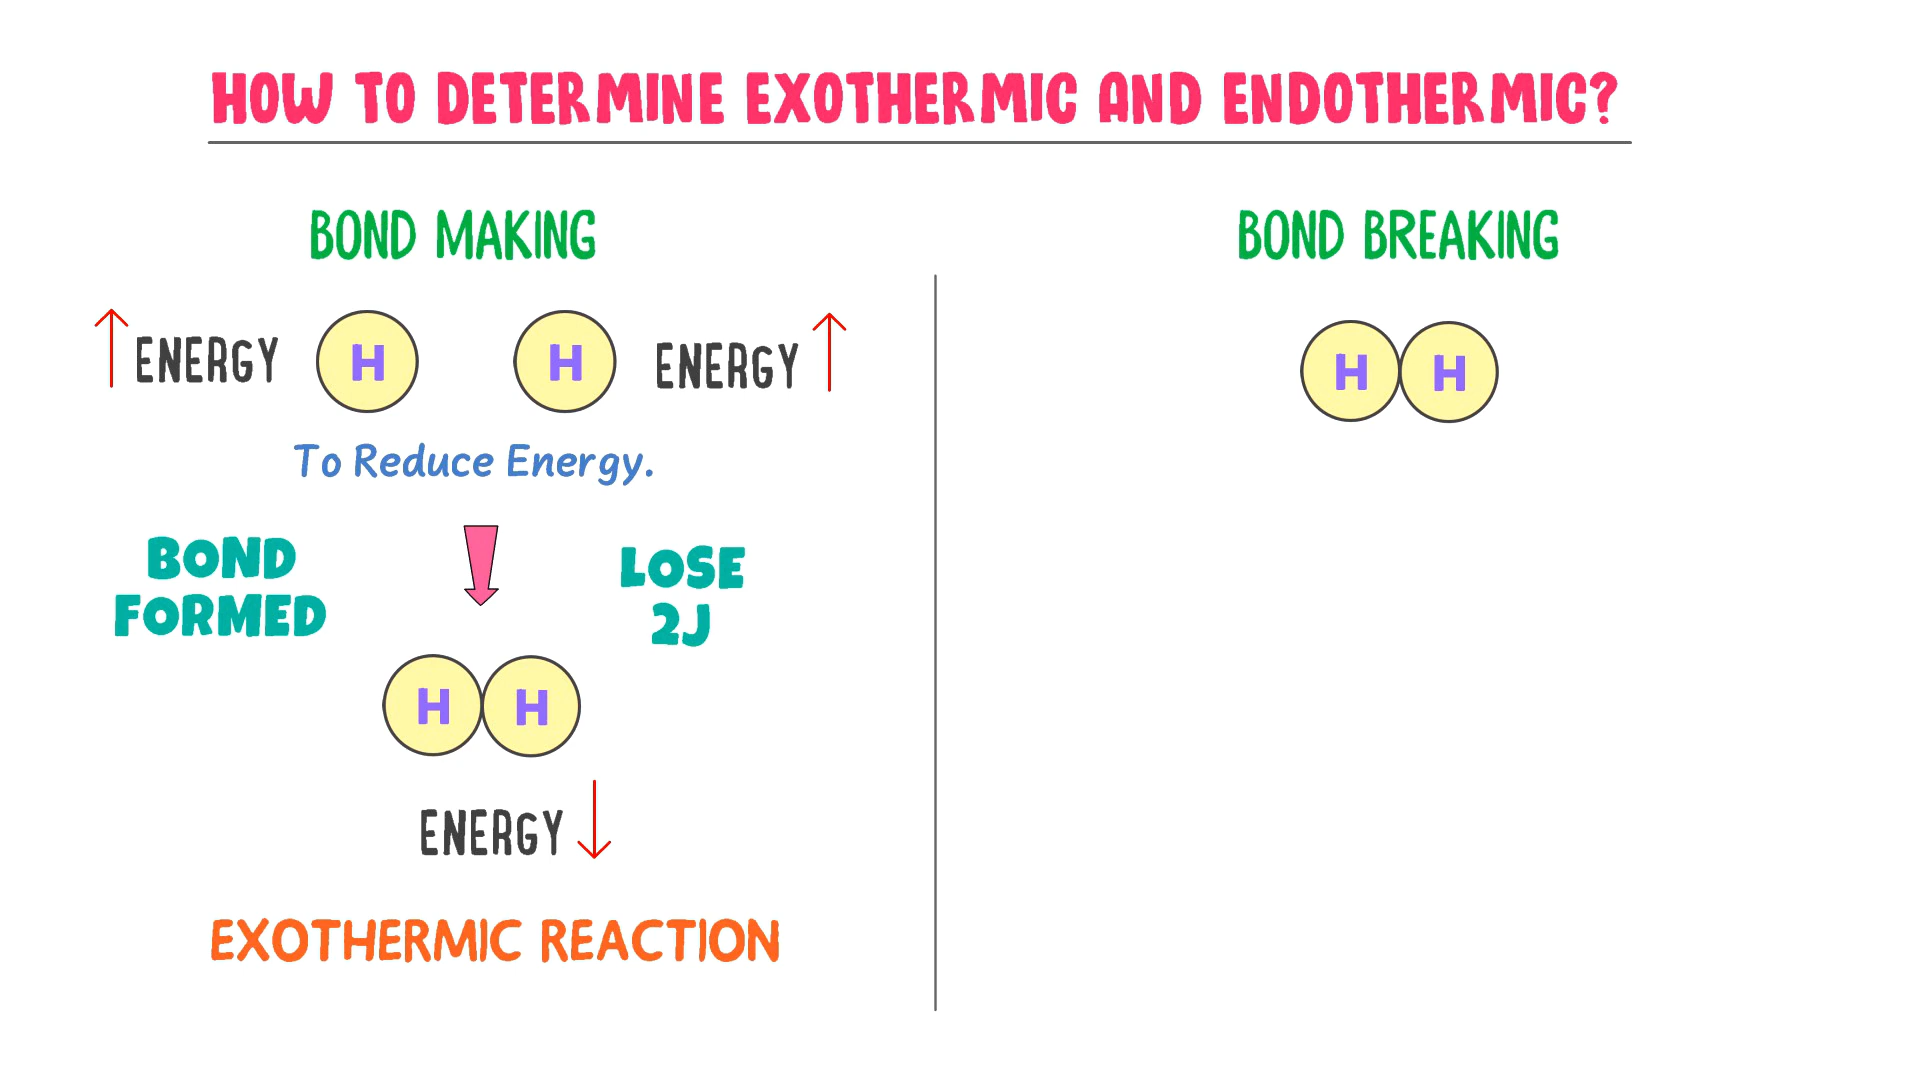 HOW TO DETERMINE EXOTHERMIC AND ENDOTHERMIC?
BOND MAKING
ENERGY H H ENERGY
To Reduce Energy.
BOND
FORMED
LOSE
2J
H H
ENERGY
EXOTHERMIC REACTION
BOND BREAKING
H H